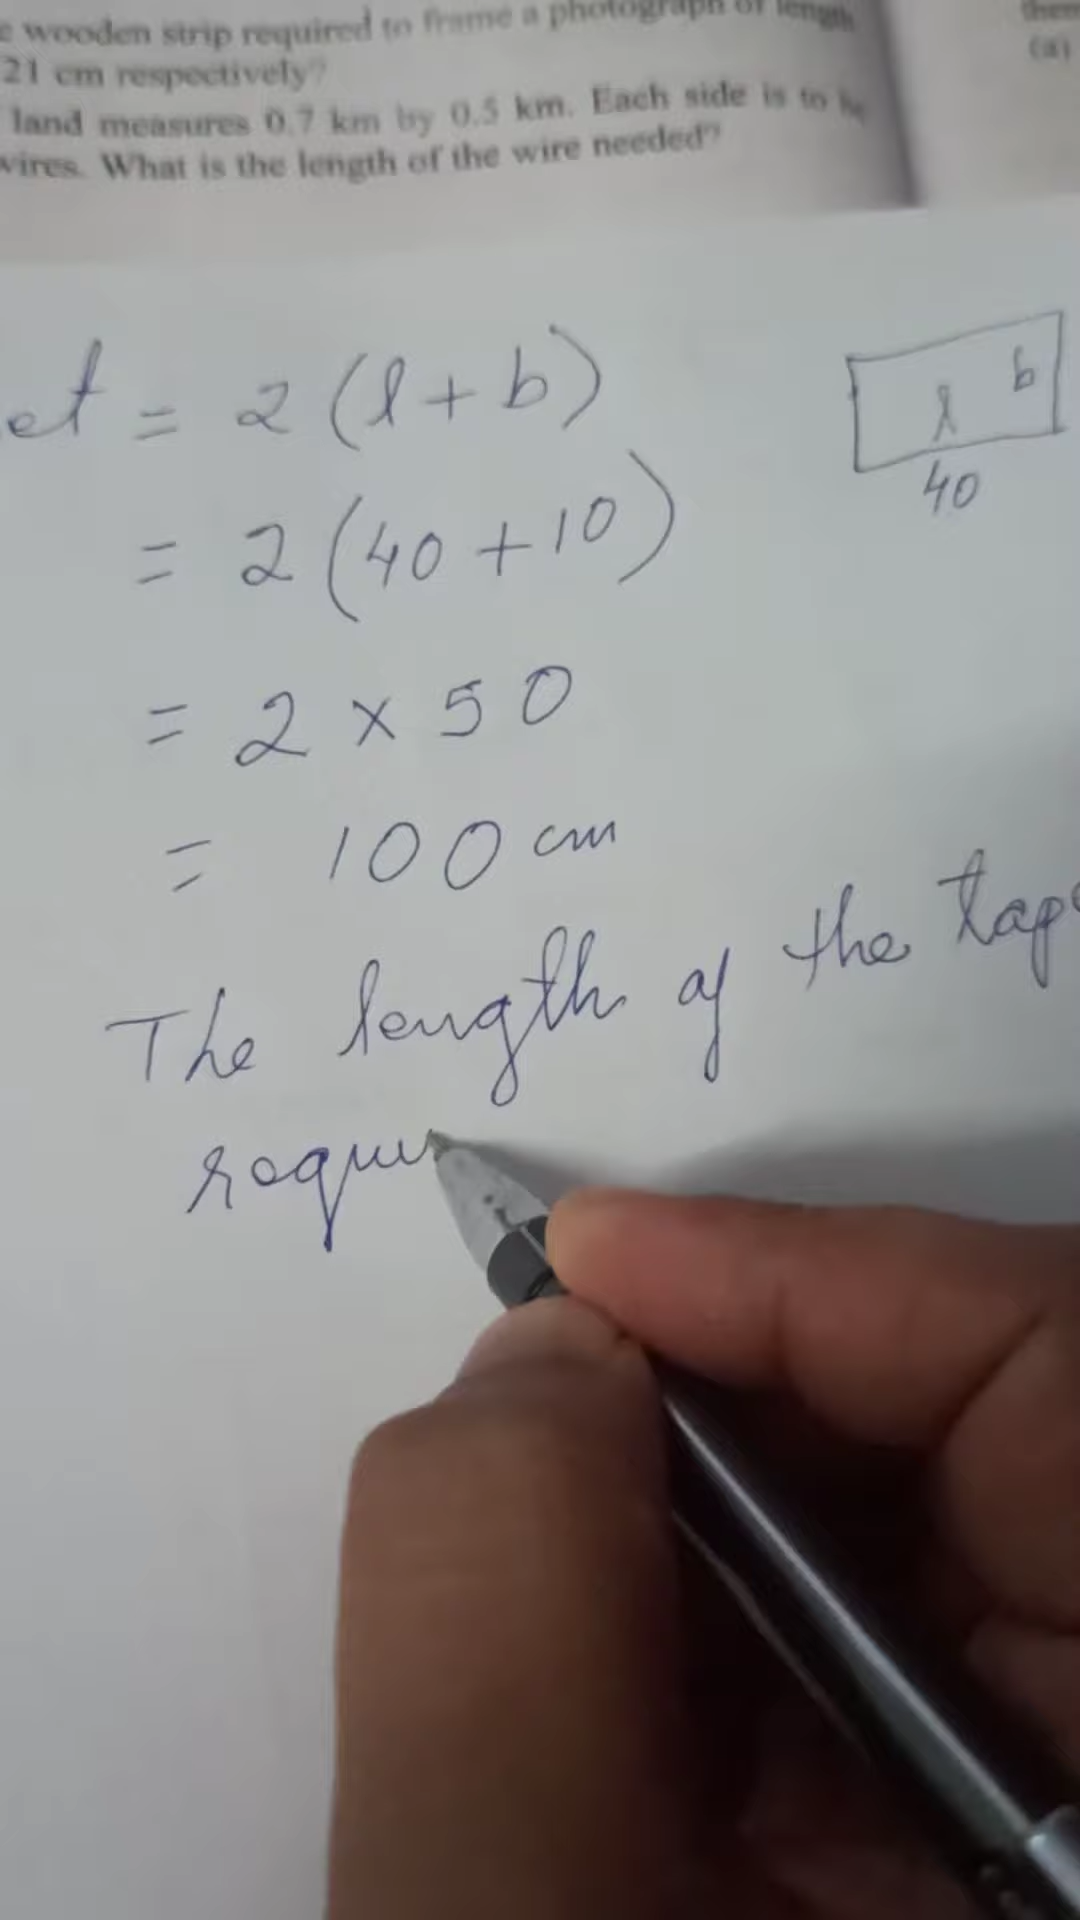 wooden strip required to frame a photograph of length
21 cm respectively?
land measures 0.7 km by 0.5 km. Each side is to be
wires. What is the length of the wire needed?
(a)
et = 2 (l + b)
= 2 (40 + 10)
= 2 × 50
= 100 cm
The length of the tape
requi
b
l
40